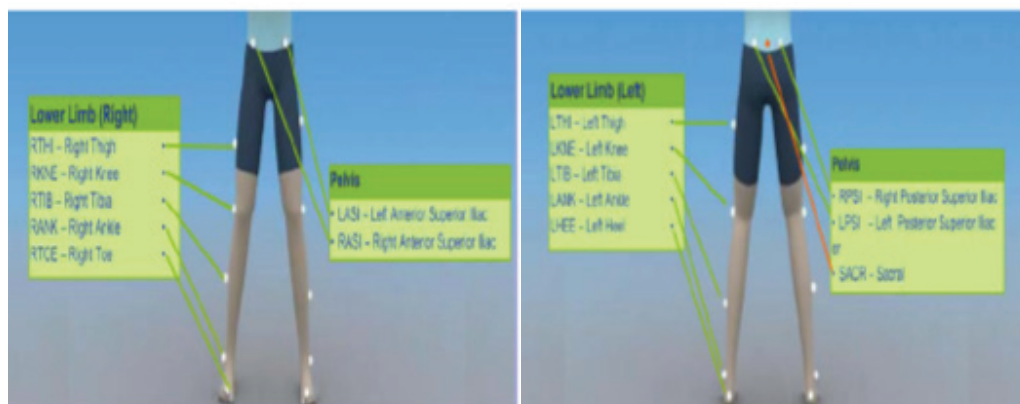 Lower Limb (Right)
RTHI – Right Thigh
RKNE – Right Knee
RTIB – Right Tibia
RANK – Right Ankle
RTOE – Right Toe
Pelvis
• LASI – Left Anterior Superior Iliac
• RASI – Right Anterior Superior Iliac
Lower Limb (Left)
LTHI – Left Thigh
LKNE – Left Knee
LTIB – Left Tibia
LANK – Left Ankle
LHEE – Left Heel
Pelvis
• RPSI – Right Posterior Superior Iliac
• LPSI – Left Posterior Superior Iliac
or
• SACR – Sacral